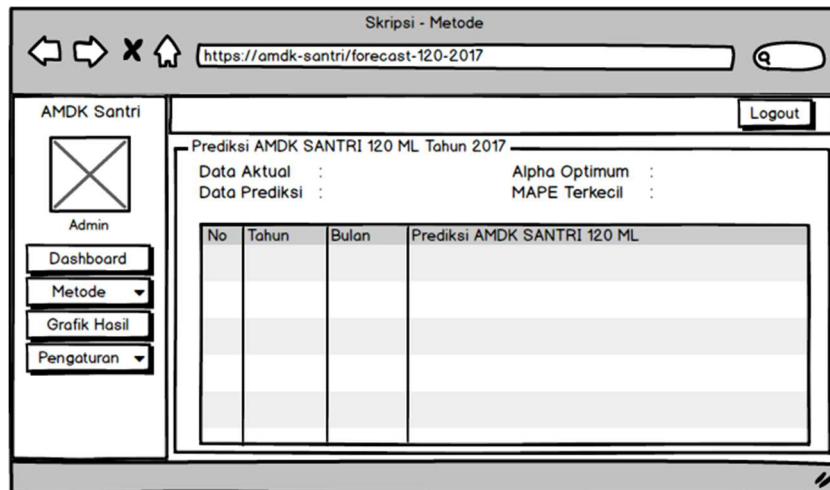 Skripsi - Metode
https://amdk-santri/forecast-120-2017
AMDK Santri
Logout
Admin
Dashboard
Metode
Grafik Hasil
Pengaturan
Prediksi AMDK SANTRI 120 ML Tahun 2017
Data Aktual : Alpha Optimum :
Data Prediksi : MAPE Terkecil :
No Tahun Bulan Prediksi AMDK SANTRI 120 ML